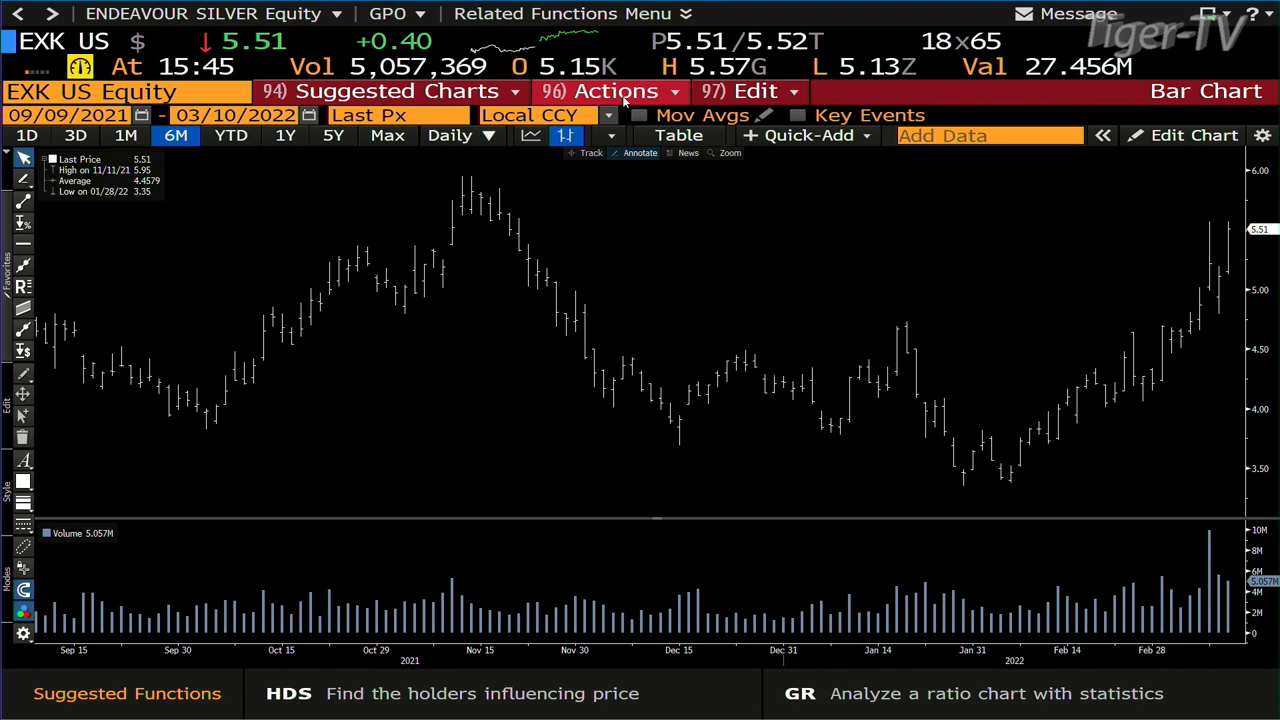 ENDEAVOUR SILVER Equity GPO Related Functions Menu Message ?
Tiger-TV
EXK US $ 5.51 +0.40 P5.51/5.52T 18x65
At 15:45 Vol 5,057,369 O 5.15K H 5.57G L 5.13Z Val 27.456M
EXK US Equity 94) Suggested Charts 96) Actions 97) Edit Bar Chart
09/09/2021 - 03/10/2022 Last Px Local CCY Mov Avgs Key Events
1D 3D 1M 6M YTD 1Y 5Y Max Daily Table + Quick-Add Add Data Edit Chart
Track Annotate News Zoom
Last Price 5.51
High on 11/11/21 5.95
Average 4.4579
Low on 01/28/22 3.35
6.00
5.51
5.00
4.50
4.00
3.50
Favorites
Edit
Style
Modes
Volume 5.057M
10M
8M
6M
5.057M
4M
2M
0
Sep 15 Sep 30 Oct 15 Oct 29 Nov 15 Nov 30 Dec 15 Dec 31 Jan 14 Jan 31 Feb 14 Feb 28
2021 2022
Suggested Functions HDS Find the holders influencing price GR Analyze a ratio chart with statistics